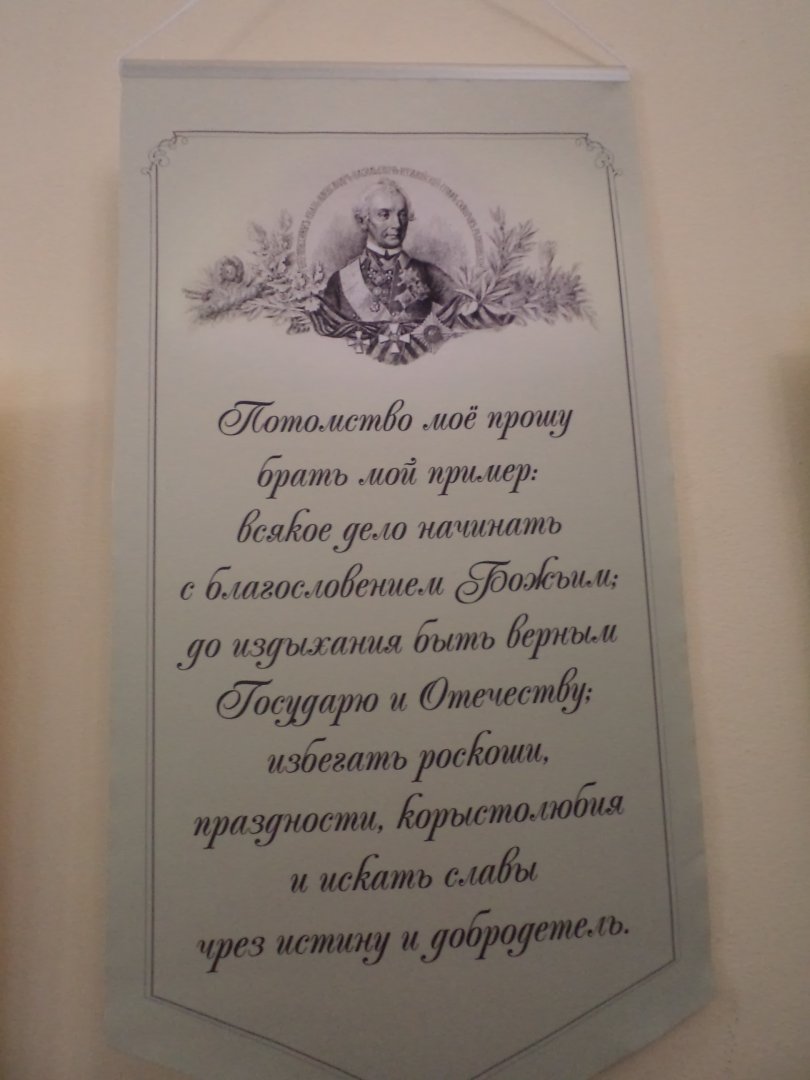 Потомство моё прошу
брать мой пример:
всякое дело начинать
с благословением Божьим;
до издыхания быть верным
Государю и Отечеству;
избегать роскоши,
праздности, корыстолюбия
и искать славы
чрез истину и добродетель.